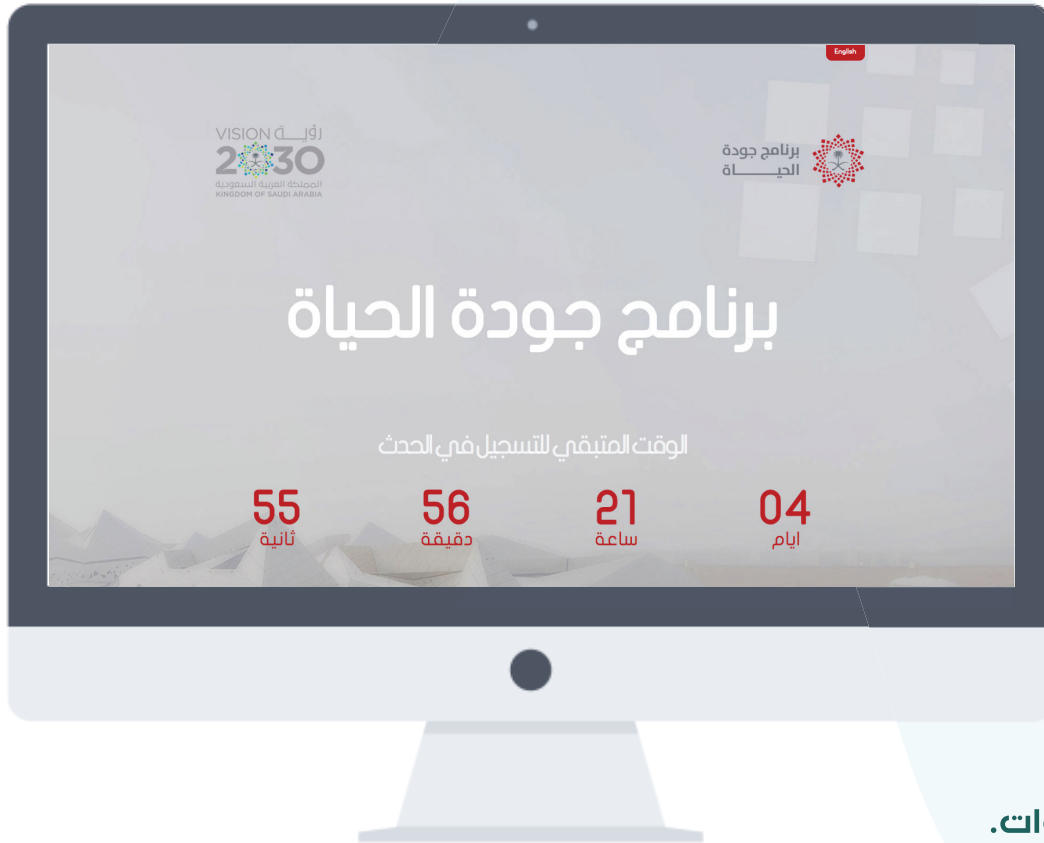 English
برنامج جودة
الحيـــــاة
VISION رؤيـــة
2030
المملكة العربية السعودية
KINGDOM OF SAUDI ARABIA
برنامج جودة الحياة
الوقت المتبقي للتسجيل في الحدث
04 21 56 55
ايام ساعة دقيقة ثانية